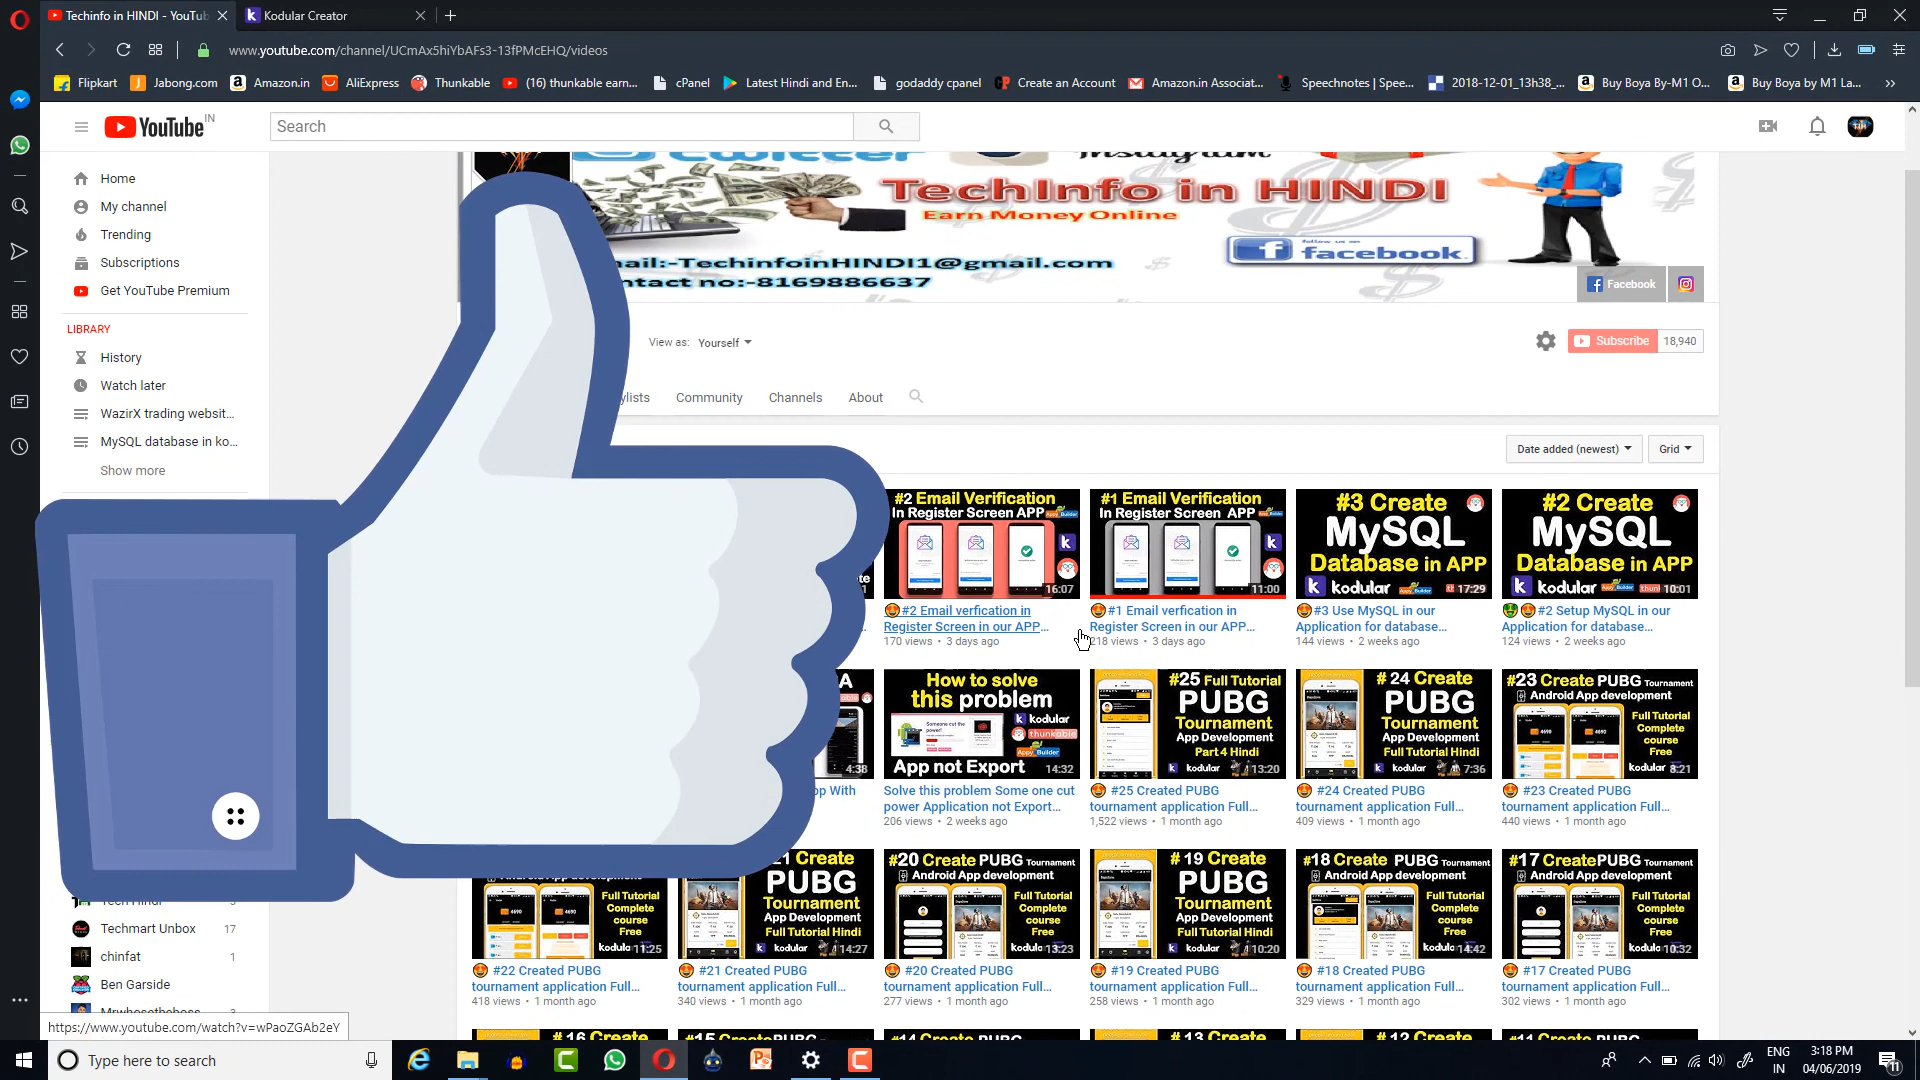 Techinfo in HINDI - YouTub
Kodular Creator
www.youtube.com/channel/UCmAx5hiYbAFs3-13fPMcEHQ/videos
Flipkart
Jabong.com
Amazon.in
AliExpress
Thunkable
(16) thunkable earn...
cPanel
Latest Hindi and En...
godaddy cpanel
Create an Account
Amazon.in Associat...
Speechnotes | Spee...
2018-12-01_13h38_...
Buy Boya By-M1 O...
Buy Boya by M1 La...
YouTube IN
Search
Home
My channel
Trending
Subscriptions
Get YouTube Premium
LIBRARY
History
Watch later
WazirX trading websit...
MySQL database in ko...
Show more
Techmart Unbox 17
chinfat 1
Ben Garside
https://www.youtube.com/watch?v=wPaoZGAb2eY
TechInfo in HINDI
Earn Money Online
follow us on
facebook
ail:-TechinfoinHINDI1@gmail.com
ntact no:-8169886637
Facebook
View as: Yourself
Subscribe 18,940
ylists
Community
Channels
About
Date added (newest)
Grid
#2 Email Verification
In Register Screen APP
16:07
#2 Email verfication in
Register Screen in our APP...
170 views • 3 days ago
#1 Email Verification
In Register Screen APP
11:00
#1 Email verfication in
Register Screen in our APP...
218 views • 3 days ago
#3 Create
MySQL
Database in APP
kodular
17:29
#3 Use MySQL in our
Application for database...
144 views • 2 weeks ago
#2 Create
MySQL
Database in APP
kodular
10:01
#2 Setup MySQL in our
Application for database...
124 views • 2 weeks ago
4:38
pp With
How to solve
this problem
kodular
thunkable
App not Export
14:32
Solve this problem Some one cut
power Application not Export...
206 views • 2 weeks ago
#25 Full Tutorial
PUBG
Tournament
App Development
Part 4 Hindi
kodular
13:20
#25 Created PUBG
tournament application Full...
1,522 views • 1 month ago
# 24 Create
PUBG
Tournament
App Development
Full Tutorial Hindi
kodular
7:36
#24 Created PUBG
tournament application Full...
409 views • 1 month ago
#23 Create PUBG Tournament
Android App development
Full Tutorial
Complete
course
Free
8:21
#23 Created PUBG
tournament application Full...
440 views • 1 month ago
Full Tutorial
Complete
course
Free
11:25
#22 Created PUBG
tournament application Full...
418 views • 1 month ago
21 Create
PUBG
Tournament
App Development
Full Tutorial Hindi
kodular
14:27
#21 Created PUBG
tournament application Full...
340 views • 1 month ago
#20 Create PUBG Tournament
Android App development
Full Tutorial
Complete
course
Free
13:23
#20 Created PUBG
tournament application Full...
277 views • 1 month ago
# 19 Create
PUBG
Tournament
App Development
Full Tutorial Hindi
kodular
10:20
#19 Created PUBG
tournament application Full...
258 views • 1 month ago
#18 Create PUBG Tournament
Android App development
Full Tutorial
Complete
course
Free
14:42
#18 Created PUBG
tournament application Full...
329 views • 1 month ago
#17 Create PUBG Tournament
Android App development
Full Tutorial
Complete
course
Free
10:32
#17 Created PUBG
tournament application Full...
302 views • 1 month ago
Type here to search
ENG
IN
3:18 PM
04/06/2019
11